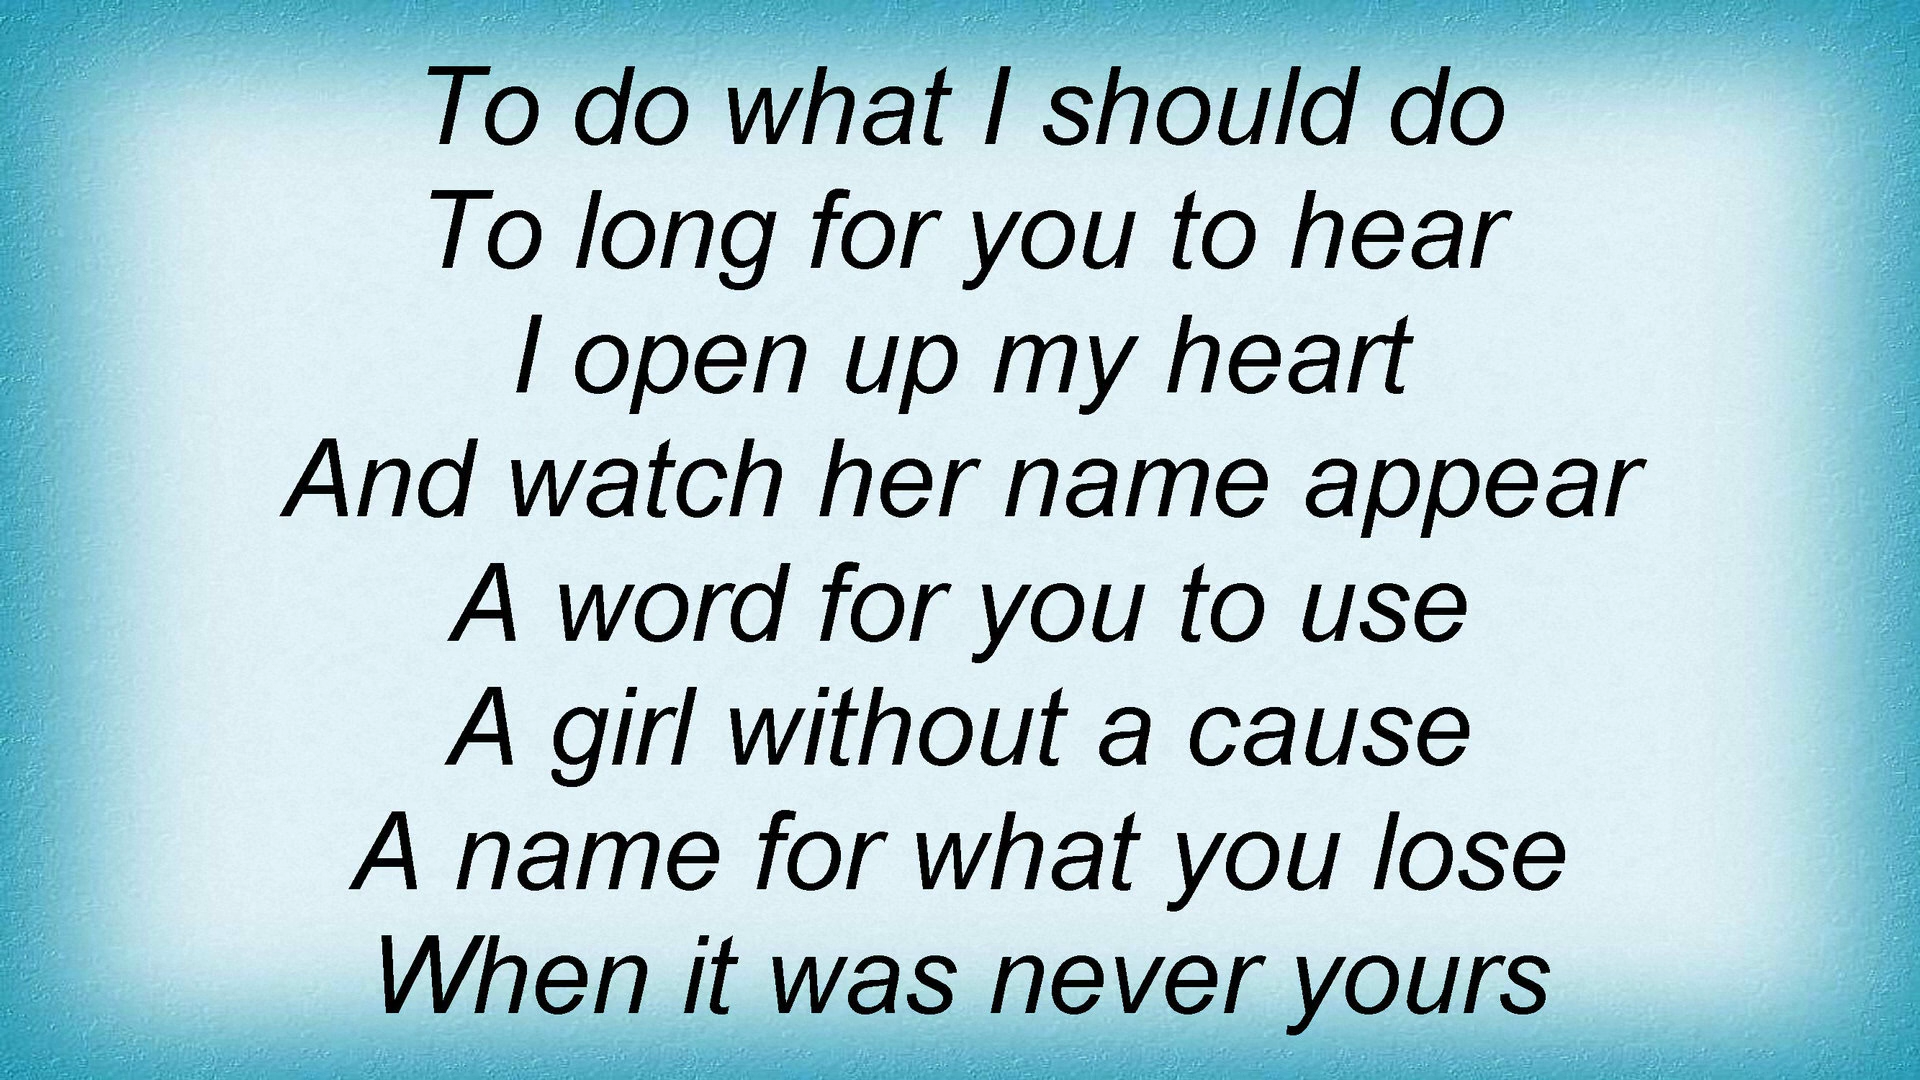 To do what I should do
To long for you to hear
I open up my heart
And watch her name appear
A word for you to use
A girl without a cause
A name for what you lose
When it was never yours